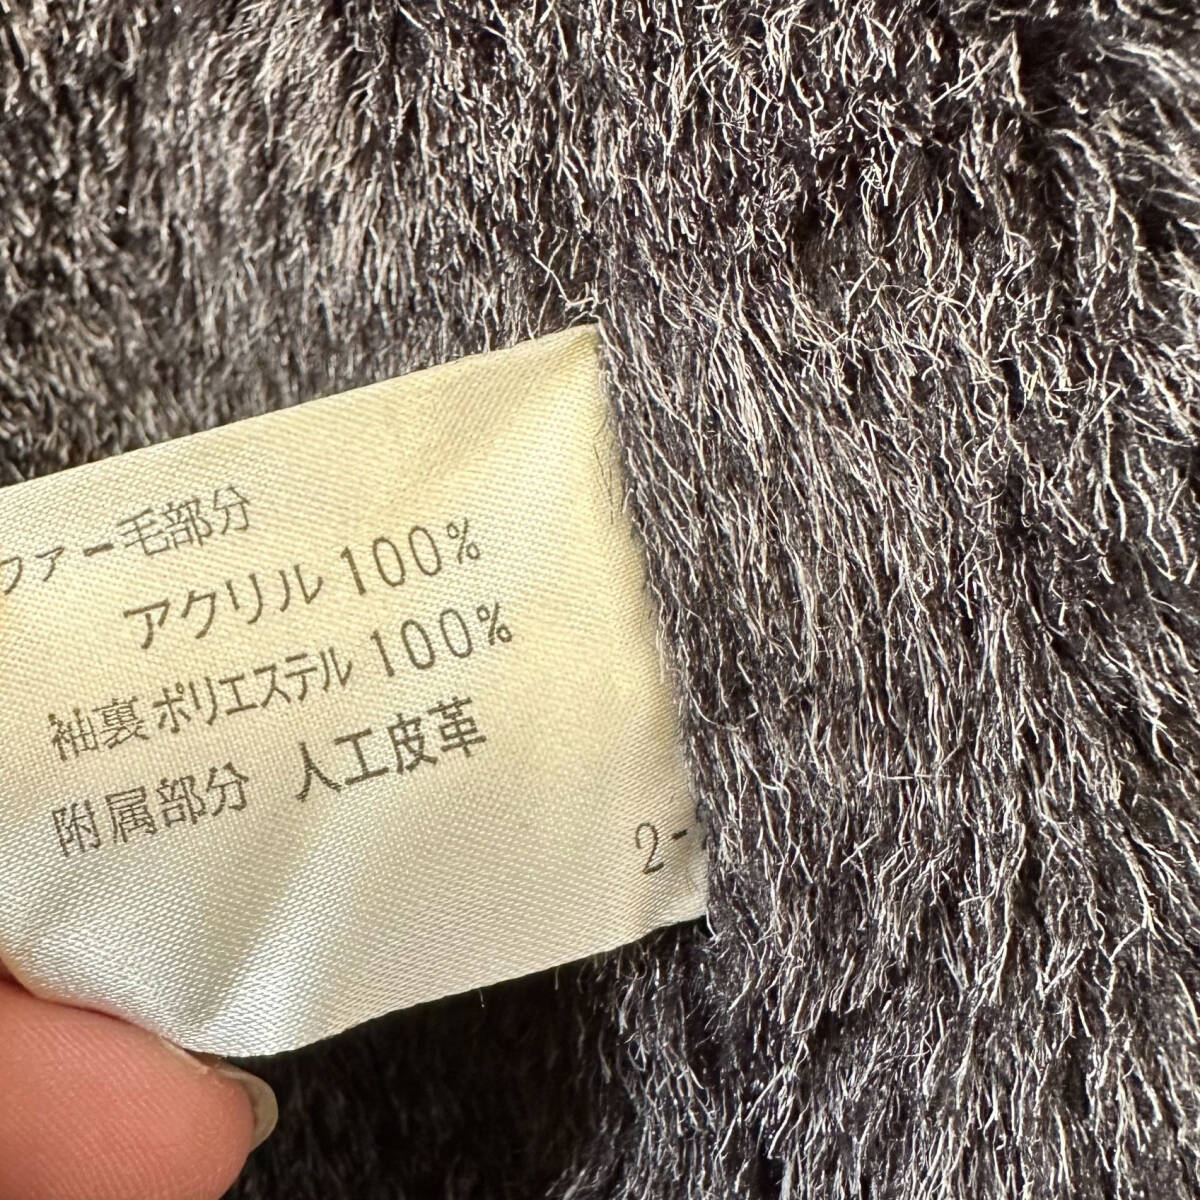 ファー毛部分
アクリル 100%
袖裏 ポリエステル 100%
附属部分 人工皮革
2-